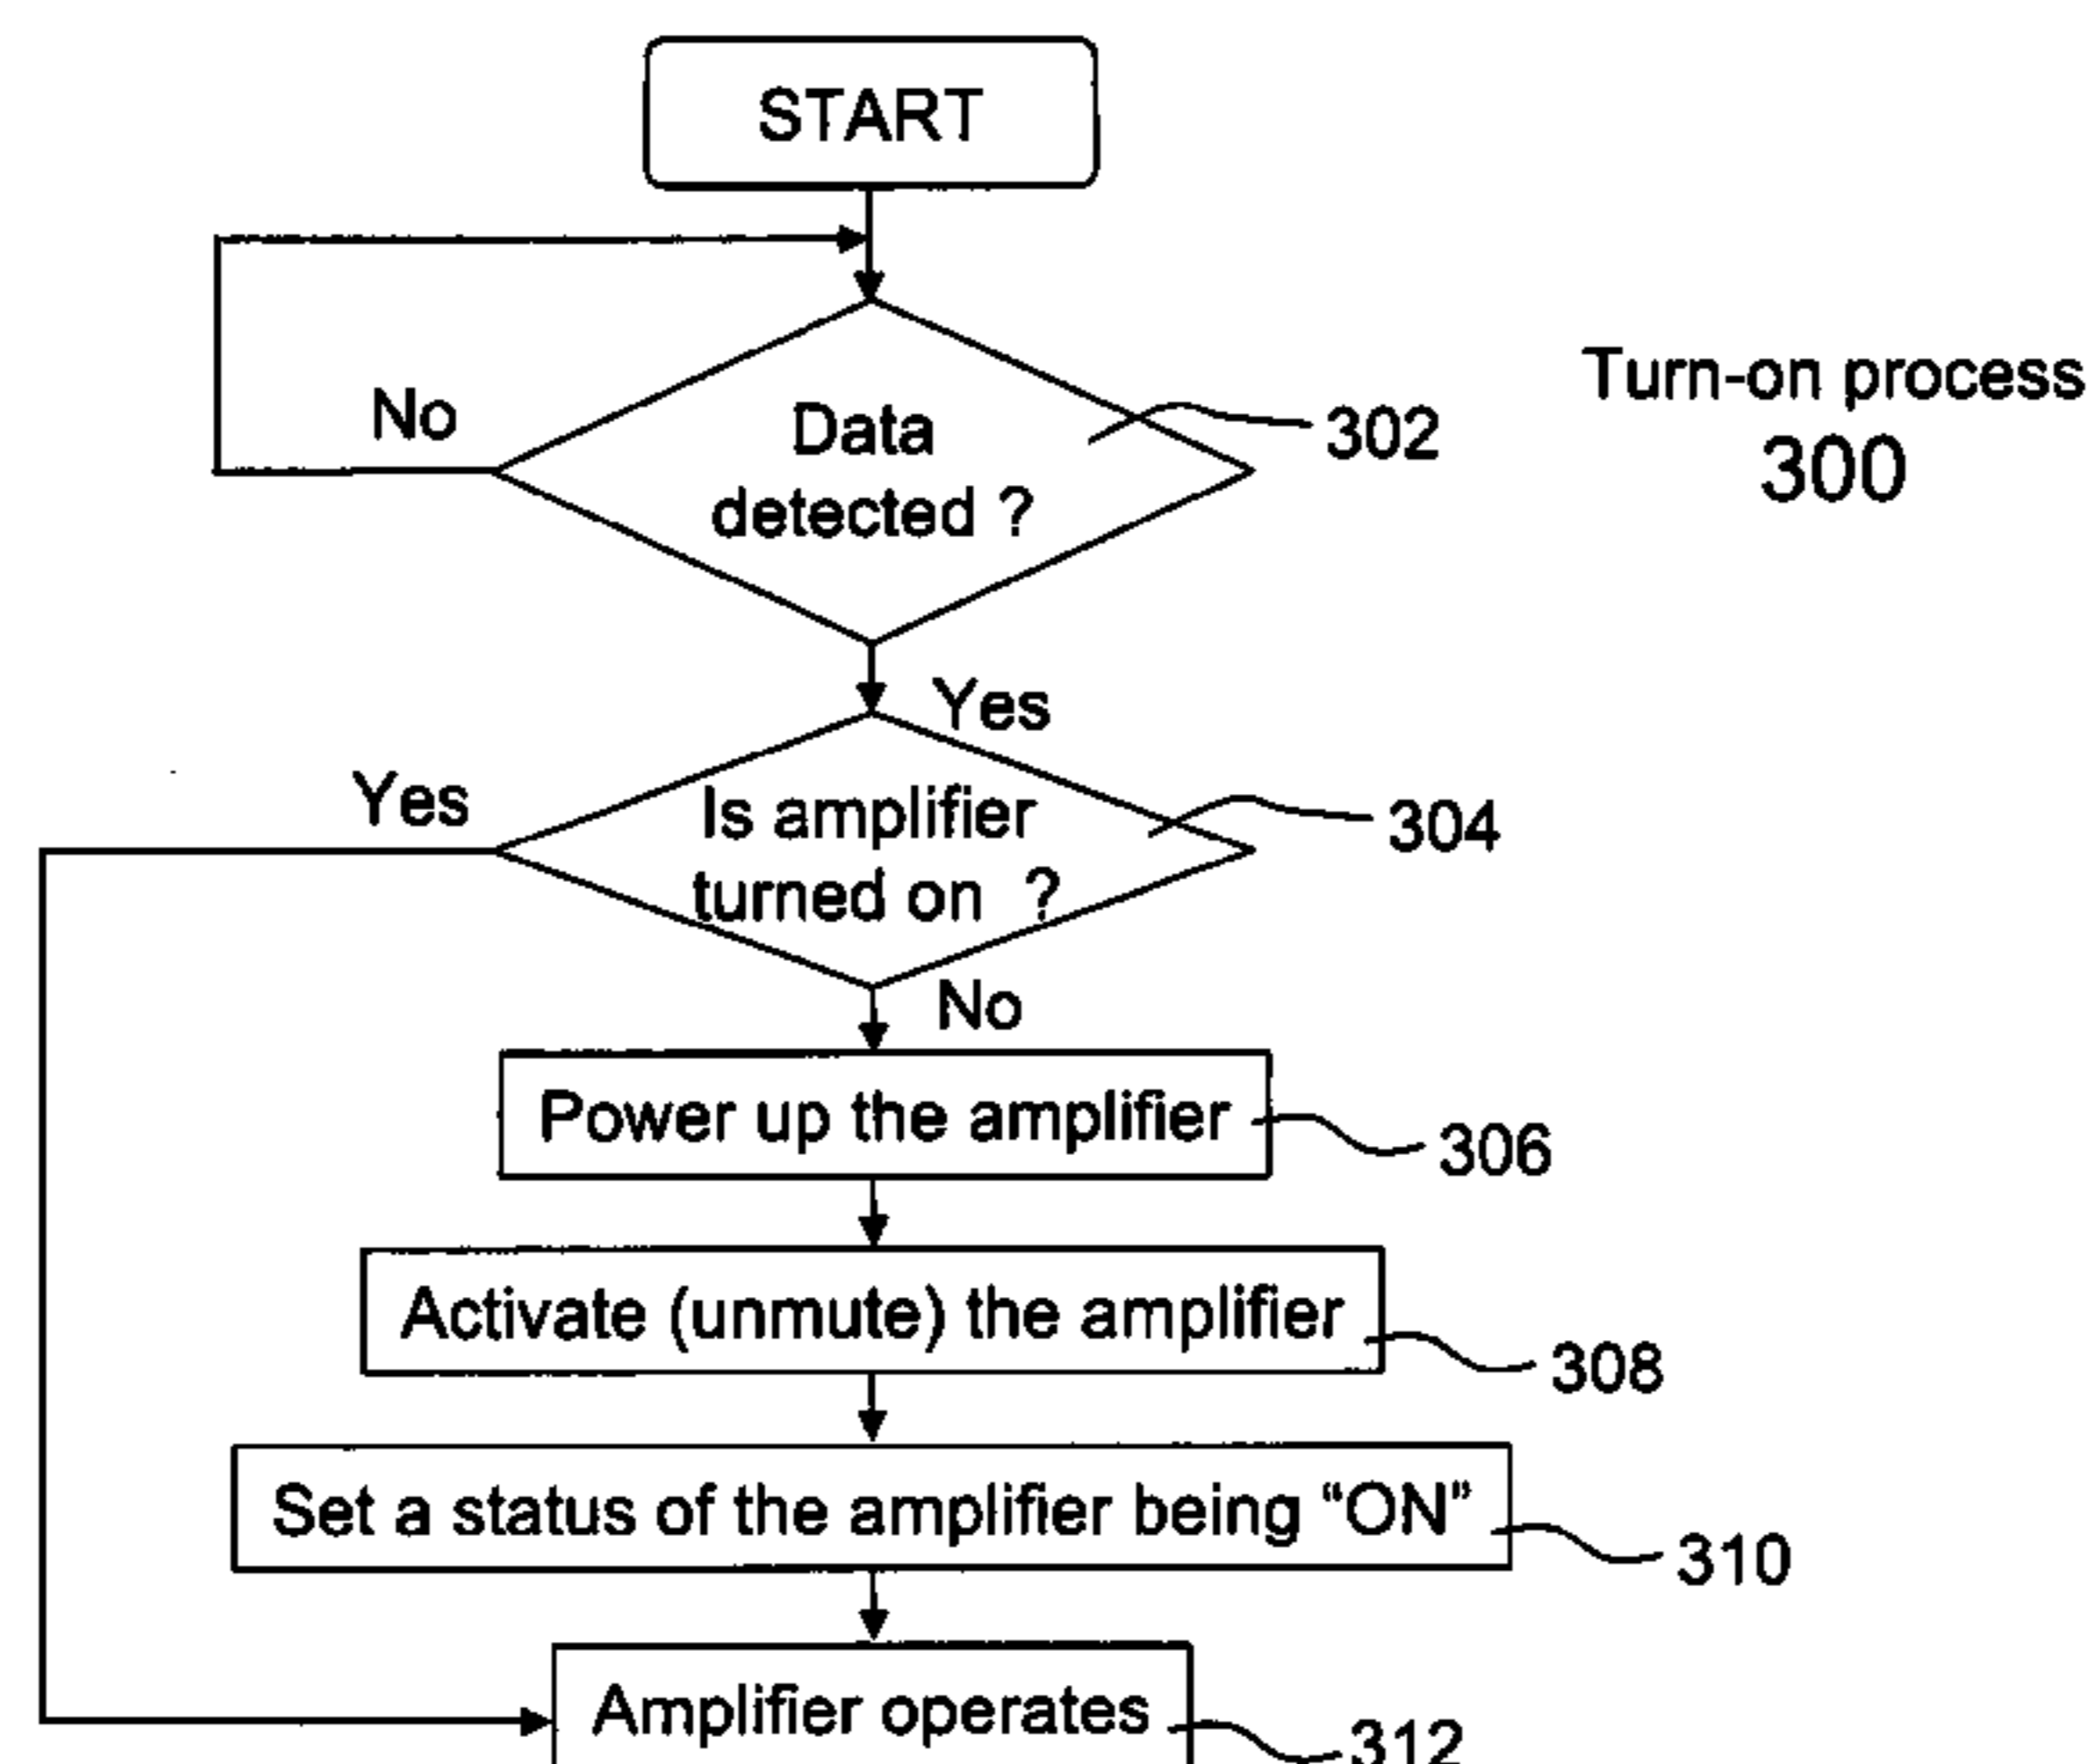 START
No
Data
detected ?
302
Turn-on process
300
Yes
Yes
Is amplifier
turned on ?
304
No
Power up the amplifier
306
Activate (unmute) the amplifier
308
Set a status of the amplifier being “ON”
310
Amplifier operates
312